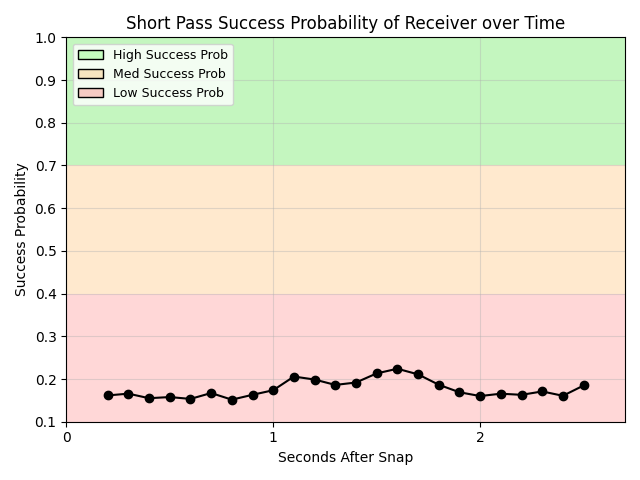 Short Pass Success Probability of Receiver over Time
1.0
0.9
0.8
0.7
0.6
0.5
0.4
0.3
0.2
0.1
High Success Prob
Med Success Prob
Low Success Prob
Success Probability
0 1 2
Seconds After Snap